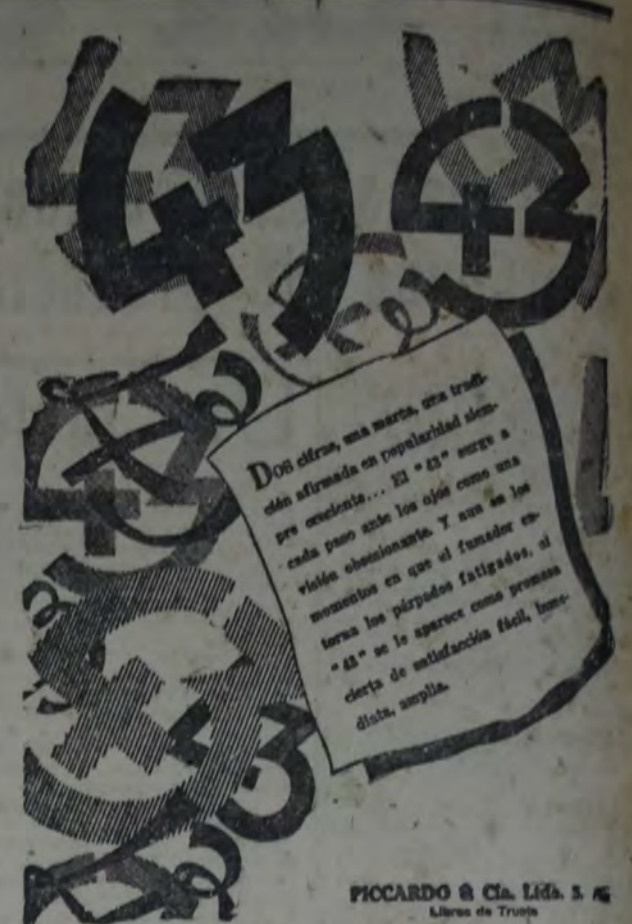 43
43
43
Dos cifras, una marca, una tradi-
ción afirmada en popularidad siem-
pre creciente... El "43" surge a
cada paso ante los ojos como una
visión obsesionante. Y aun en los
momentos en que el fumador en-
torna los párpados fatigados, el
"43" se le aparece como promesa
cierta de satisfacción fácil, inme-
diata, amplia.
43
43
PICCARDO & Cía. Ltda. S. A.
Libres de Trusts